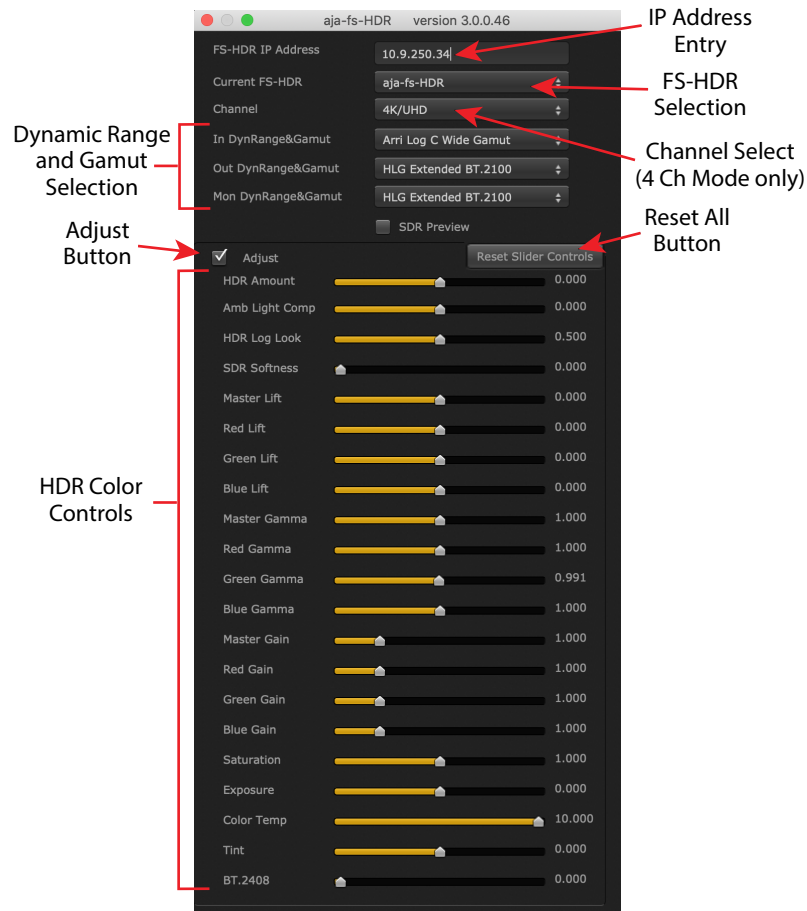 aja-fs-HDR version 3.0.0.46
IP Address
Entry
FS-HDR IP Address 10.9.250.34
Current FS-HDR aja-fs-HDR
FS-HDR
Selection
Channel 4K/UHD
Dynamic Range
and Gamut
Selection
In DynRange&Gamut Arri Log C Wide Gamut
Out DynRange&Gamut HLG Extended BT.2100
Mon DynRange&Gamut HLG Extended BT.2100
Channel Select
(4 Ch Mode only)
SDR Preview
Reset All
Button
Adjust
Button
Adjust Reset Slider Controls
HDR Amount 0.000
Amb Light Comp 0.000
HDR Log Look 0.500
SDR Softness 0.000
Master Lift 0.000
Red Lift 0.000
Green Lift 0.000
Blue Lift 0.000
HDR Color
Controls
Master Gamma 1.000
Red Gamma 1.000
Green Gamma 0.991
Blue Gamma 1.000
Master Gain 1.000
Red Gain 1.000
Green Gain 1.000
Blue Gain 1.000
Saturation 1.000
Exposure 0.000
Color Temp 10.000
Tint 0.000
BT.2408 0.000